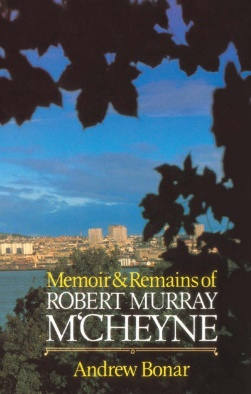 Memoir & Remains of
ROBERT MURRAY
M'CHEYNE
Andrew Bonar